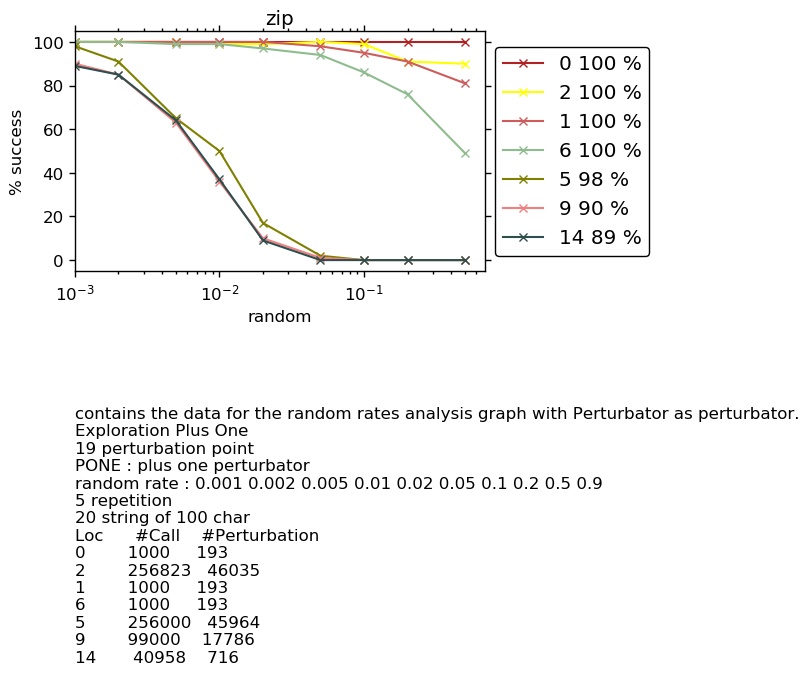 zip
100
80
60
40
20
0
% success
10⁻³ 10⁻² 10⁻¹
random
0 100 %
2 100 %
1 100 %
6 100 %
5 98 %
9 90 %
14 89 %
contains the data for the random rates analysis graph with Perturbator as perturbator.
Exploration Plus One
19 perturbation point
PONE : plus one perturbator
random rate : 0.001 0.002 0.005 0.01 0.02 0.05 0.1 0.2 0.5 0.9
5 repetition
20 string of 100 char
Loc #Call #Perturbation
0 1000 193
2 256823 46035
1 1000 193
6 1000 193
5 256000 45964
9 99000 17786
14 40958 716